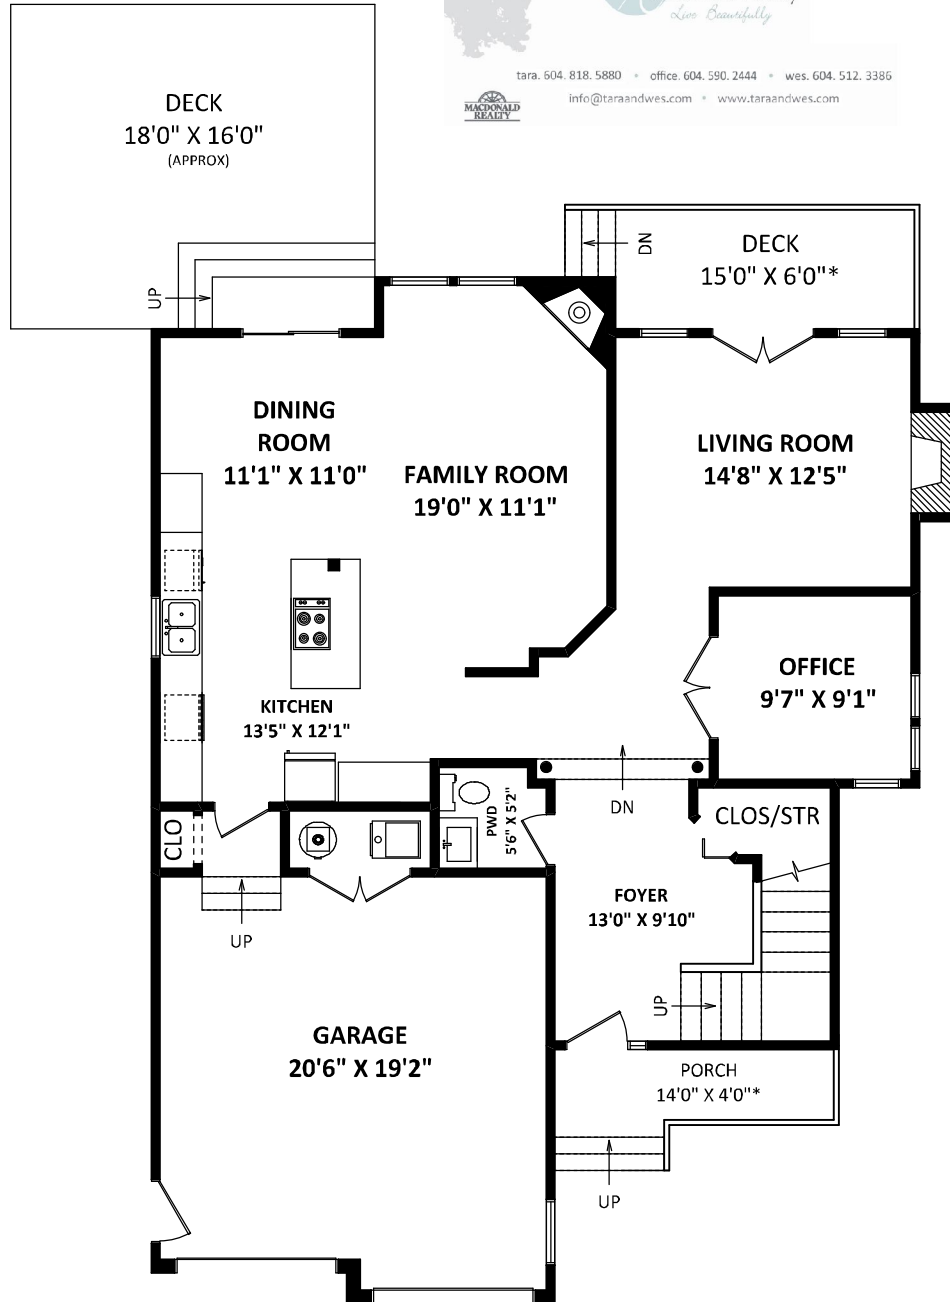 Live Beautifully
tara. 604. 818. 5880 • office. 604. 590. 2444 • wes. 604. 512. 3386
info@taraandwes.com • www.taraandwes.com
MACDONALD
REALTY
DECK
18'0" X 16'0"
(APPROX)
UP
DN
DECK
15'0" X 6'0"*
DINING
ROOM
11'1" X 11'0"
FAMILY ROOM
19'0" X 11'1"
LIVING ROOM
14'8" X 12'5"
OFFICE
9'7" X 9'1"
KITCHEN
13'5" X 12'1"
PWD
5'6" X 5'2"
DN
CLOS/STR
CLO
FOYER
13'0" X 9'10"
UP
UP
GARAGE
20'6" X 19'2"
PORCH
14'0" X 4'0"*
UP